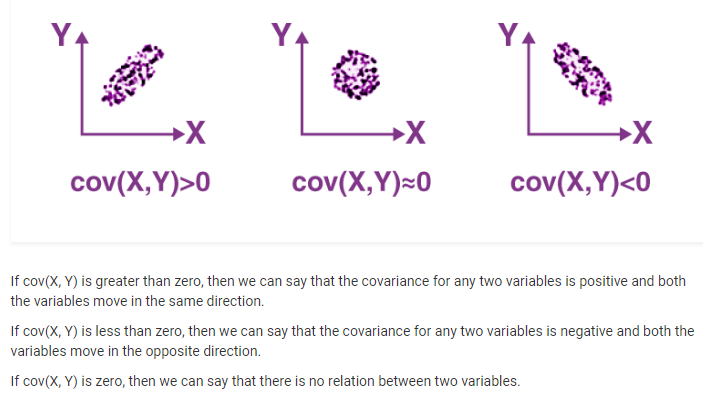 Y Y Y
X X X
cov(X,Y)>0 cov(X,Y)≈0 cov(X,Y)<0
If cov(X, Y) is greater than zero, then we can say that the covariance for any two variables is positive and both
the variables move in the same direction.
If cov(X, Y) is less than zero, then we can say that the covariance for any two variables is negative and both the
variables move in the opposite direction.
If cov(X, Y) is zero, then we can say that there is no relation between two variables.